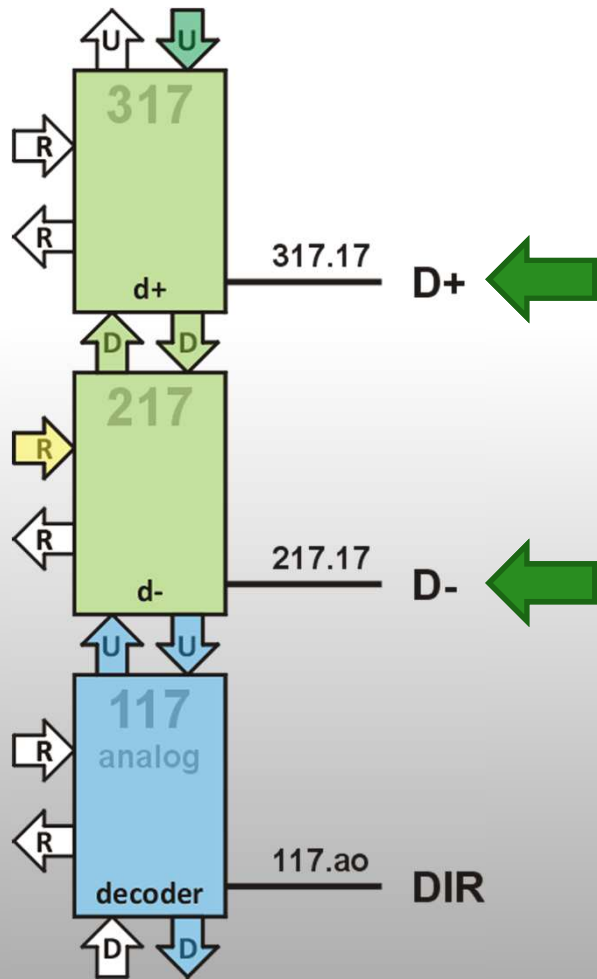 U U
317
R
R
317.17
D+
d+
D D
217
R
R
217.17
D-
d-
U U
117
analog
R
R
117.ao
DIR
decoder
D D